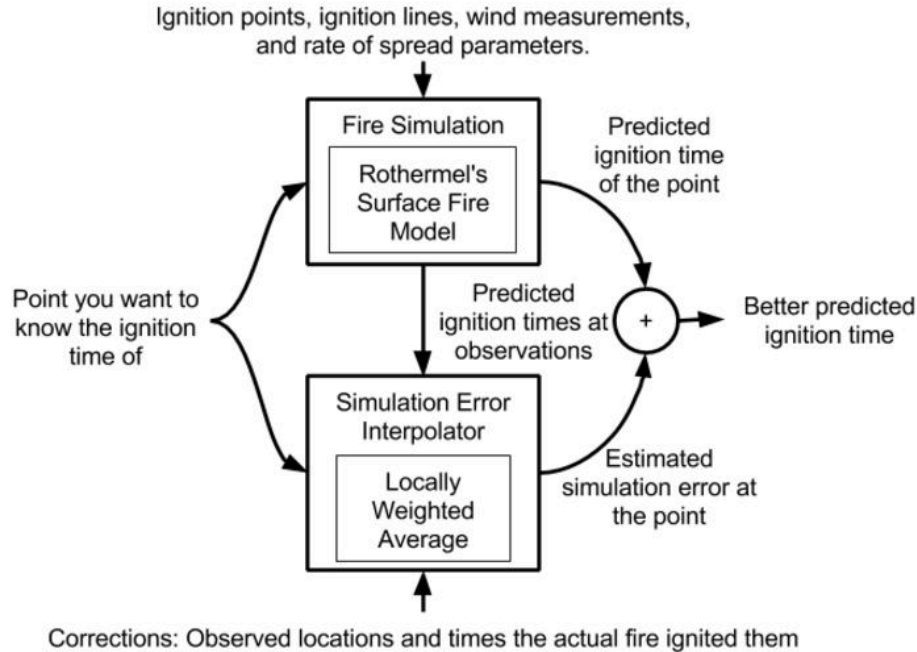 Ignition points, ignition lines, wind measurements,
and rate of spread parameters.
Fire Simulation
Rothermel's
Surface Fire
Model
Predicted
ignition time
of the point
Point you want to
know the ignition
time of
Predicted
ignition times at
observations
+
Better predicted
ignition time
Simulation Error
Interpolator
Locally
Weighted
Average
Estimated
simulation error at
the point
Corrections: Observed locations and times the actual fire ignited them